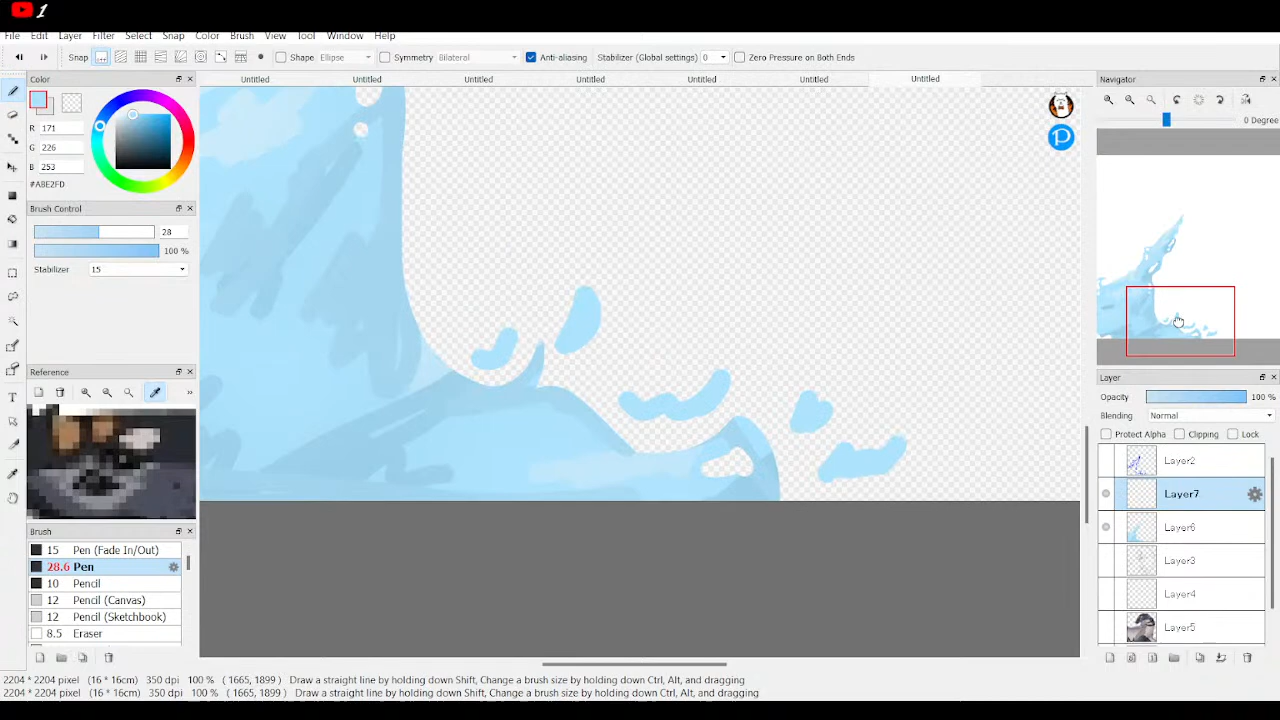 1
File Edit Layer Filter Select Snap Color Brush View Ruler Tool Window Help
Snap Shape Ellipse Symmetry Bilateral Anti-aliasing Stabilizer (Global settings) 0 Zero Pressure on Both Ends
Color
Untitled Untitled Untitled Untitled Untitled Untitled Untitled
Navigator
R 171
G 226
B 253
#ABE2FD
0 Degree
P
Brush Control
28
100 %
Stabilizer 15
Reference
»
Layer
Opacity 100 %
Blending Normal
Protect Alpha Clipping Lock
Layer2
Layer7
Layer6
Layer3
Layer4
Layer5
Brush
15 Pen (Fade In/Out)
28.6 Pen
10 Pencil
12 Pencil (Canvas)
12 Pencil (Sketchbook)
8.5 Eraser
2204 * 2204 pixel (16 * 16cm) 350 dpi 100 % ( 1665, 1899 ) Draw a straight line by holding down Shift, Change a brush size by holding down Ctrl, Alt, and dragging
2204 * 2204 pixel (16 * 16cm) 350 dpi 100 % ( 1665, 1899 ) Draw a straight line by holding down Shift, Change a brush size by holding down Ctrl, Alt, and dragging